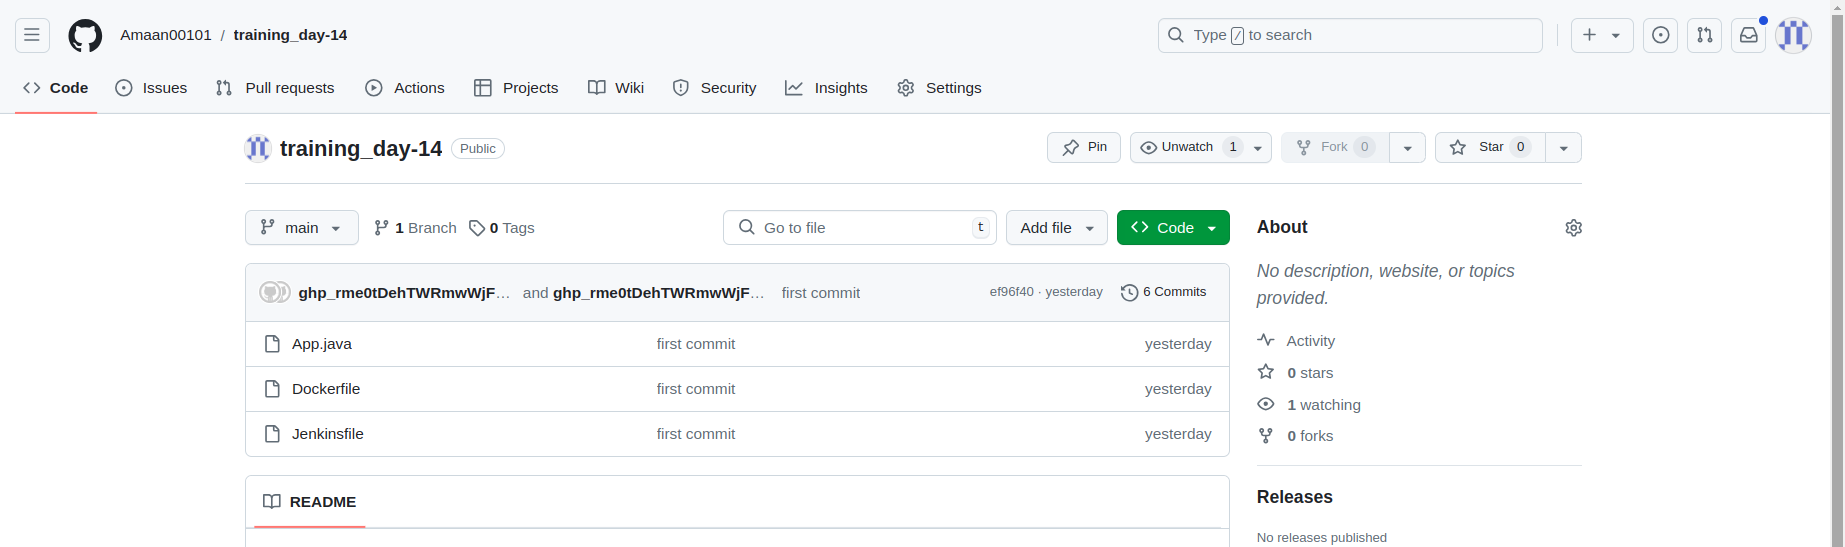 Amaan00101 / training_day-14
Type / to search
Code Issues Pull requests Actions Projects Wiki Security Insights Settings
training_day-14 Public
Pin Unwatch 1 Fork 0 Star 0
main 1 Branch 0 Tags
Go to file t Add file Code
ghp_rme0tDehTWRmwWjF… and ghp_rme0tDehTWRmwWjF… first commit ef96f40 · yesterday 6 Commits
App.java first commit yesterday
Dockerfile first commit yesterday
Jenkinsfile first commit yesterday
README
About
No description, website, or topics
provided.
Activity
0 stars
1 watching
0 forks
Releases
No releases published